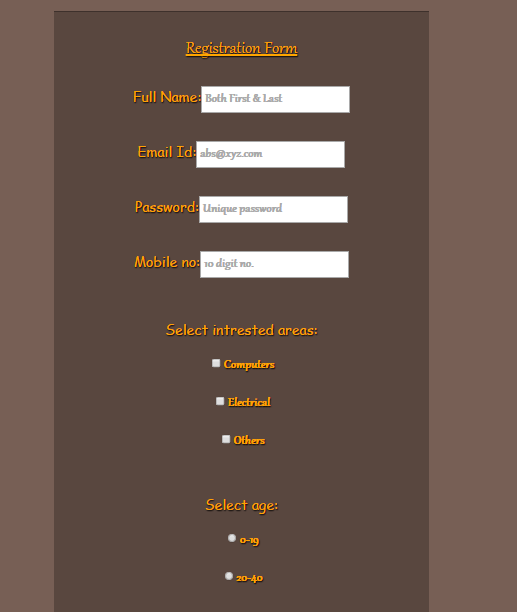 Registration Form
Full Name: Both First & Last
Email Id: abs@xyz.com
Password: Unique password
Mobile no: 10 digit no.
Select intrested areas:
Computers
Electrical
Others
Select age:
0-19
20-40